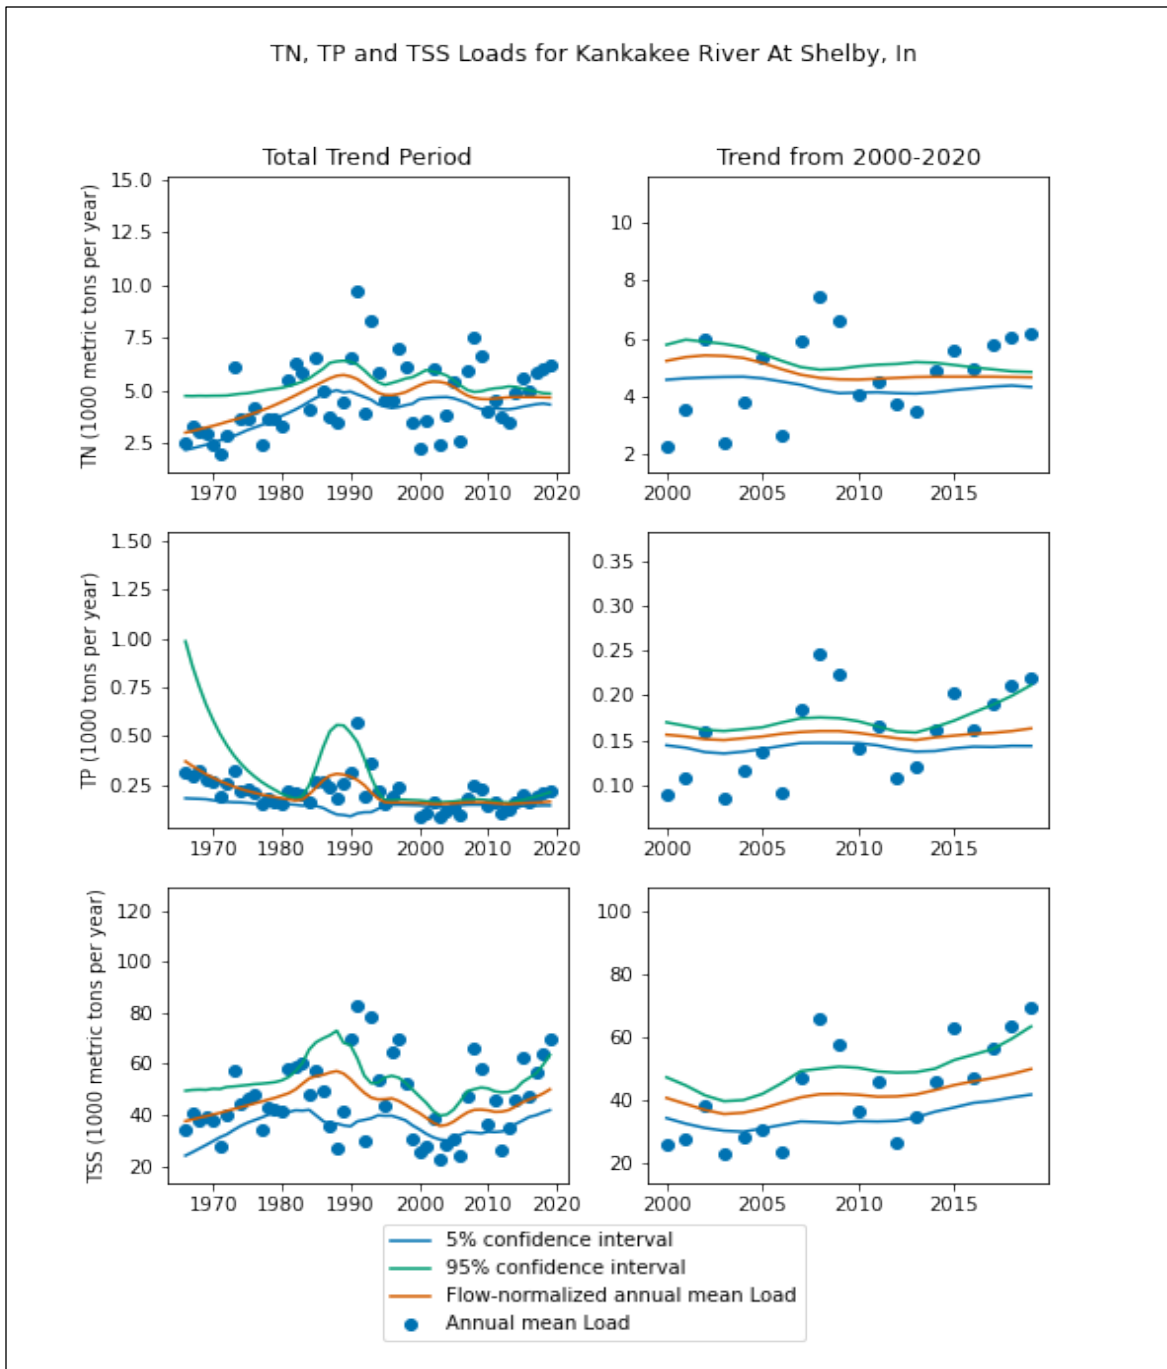 TN, TP and TSS Loads for Kankakee River At Shelby, In
Total Trend Period
Trend from 2000-2020
TN (1000 metric tons per year)
15.0
12.5
10.0
7.5
5.0
2.5
1970 1980 1990 2000 2010 2020
10
8
6
4
2
2000 2005 2010 2015
TP (1000 tons per year)
1.50
1.25
1.00
0.75
0.50
0.25
1970 1980 1990 2000 2010 2020
0.35
0.30
0.25
0.20
0.15
0.10
2000 2005 2010 2015
TSS (1000 metric tons per year)
120
100
80
60
40
20
1970 1980 1990 2000 2010 2020
100
80
60
40
20
2000 2005 2010 2015
5% confidence interval
95% confidence interval
Flow-normalized annual mean Load
Annual mean Load